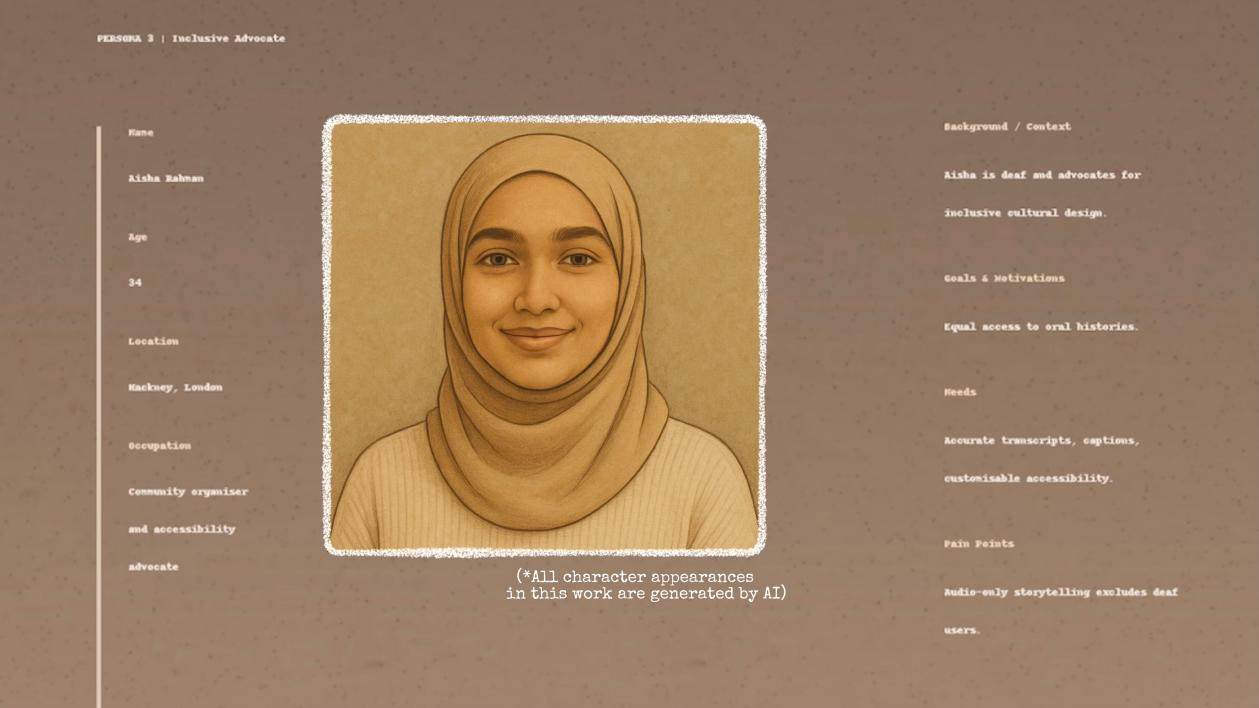 PERSONA 3 | Inclusive Advocate
Name
Aisha Rahman
Age
34
Location
Hackney, London
Occupation
Community organiser
and accessibility
advocate
(*All character appearances
in this work are generated by AI)
Background / Context
Aisha is deaf and advocates for
inclusive cultural design.
Goals & Motivations
Equal access to oral histories.
Needs
Accurate transcripts, captions,
customisable accessibility.
Pain Points
Audio-only storytelling excludes deaf
users.